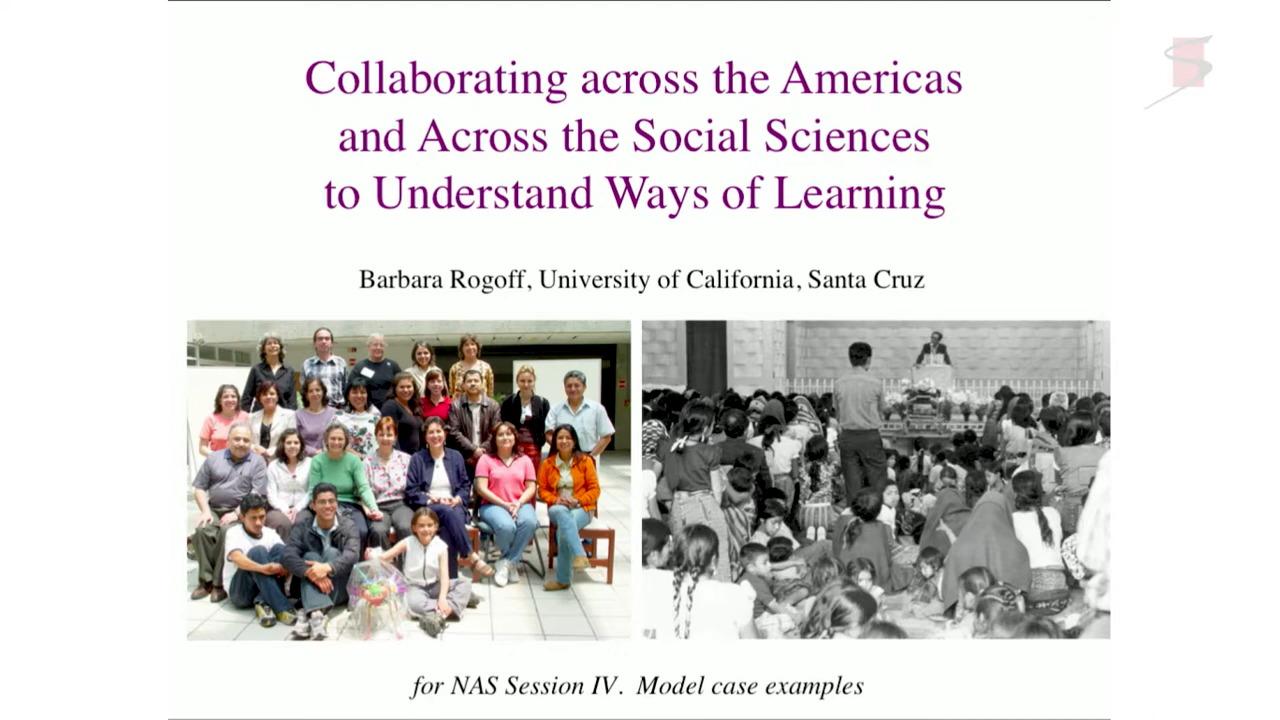 Collaborating across the Americas
and Across the Social Sciences
to Understand Ways of Learning
Barbara Rogoff, University of California, Santa Cruz
for NAS Session IV. Model case examples